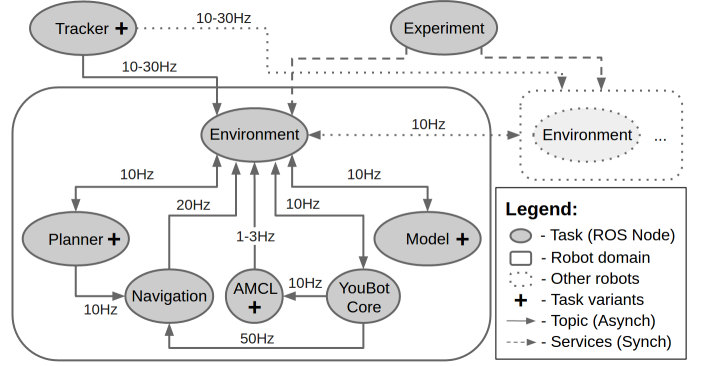 10-30Hz
Tracker +
Experiment
10-30Hz
Environment
10Hz
Environment
...
10Hz
10Hz
20Hz
10Hz
1-3Hz
Planner +
Model +
Navigation
AMCL
+
10Hz
YouBot
Core
10Hz
50Hz
Legend:
- Task (ROS Node)
- Robot domain
- Other robots
+ - Task variants
- Topic (Asynch)
- Services (Synch)